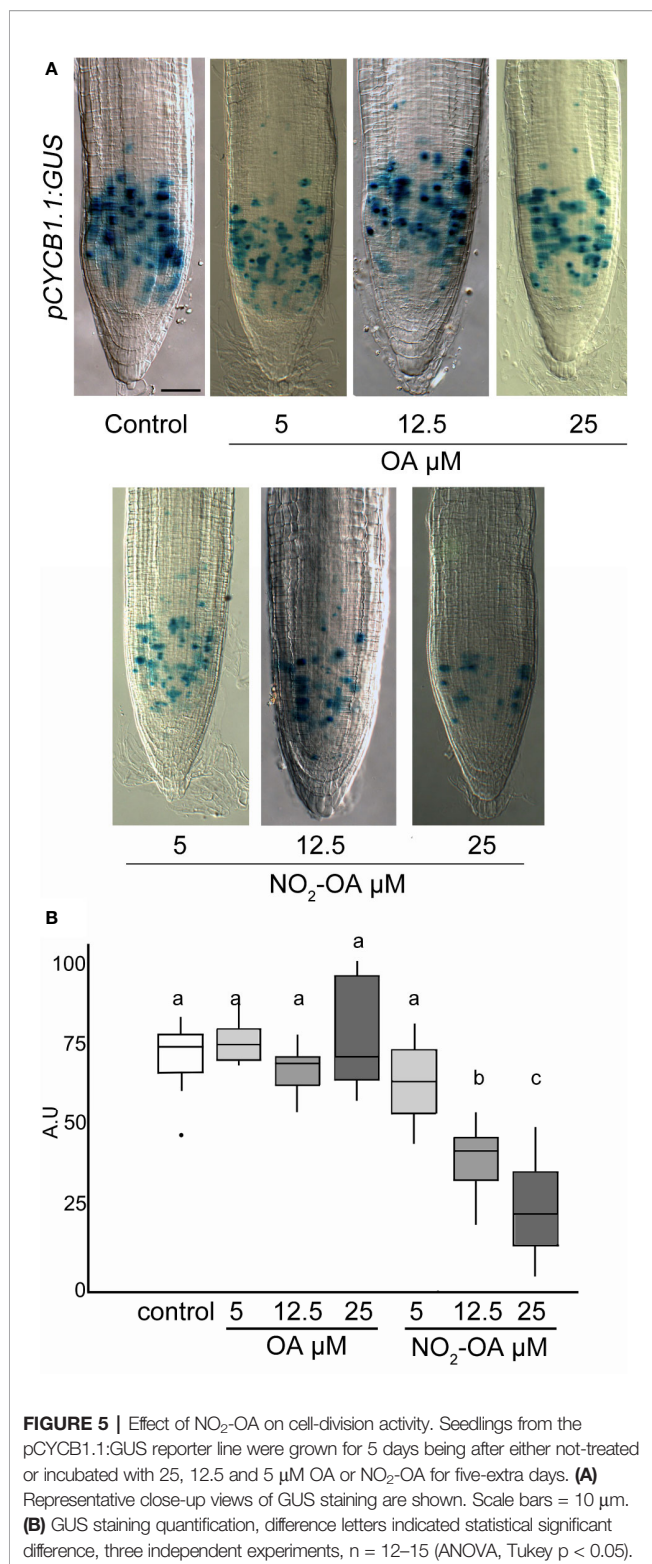 A
pCYCB1.1:GUS
Control 5 12.5 25
OA µM
5 12.5 25
NO₂-OA µM
B
100
75
50
25
0
A.U
a a a a a b c
control 5 12.5 25 5 12.5 25
OA µM NO₂-OA µM
FIGURE 5 | Effect of NO₂-OA on cell-division activity. Seedlings from the
pCYCB1.1:GUS reporter line were grown for 5 days being after either not-treated
or incubated with 25, 12.5 and 5 µM OA or NO₂-OA for five-extra days. (A)
Representative close-up views of GUS staining are shown. Scale bars = 10 µm.
(B) GUS staining quantification, difference letters indicated statistical significant
difference, three independent experiments, n = 12–15 (ANOVA, Tukey p < 0.05).